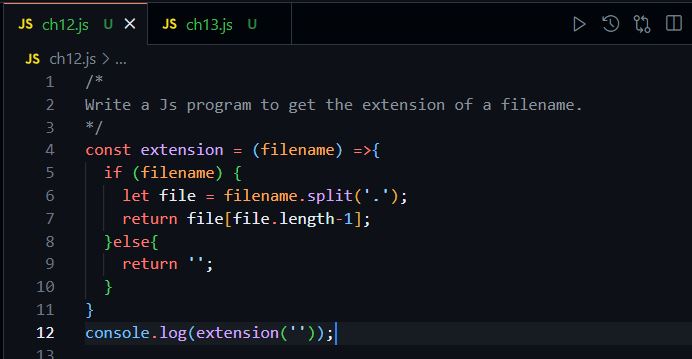 JS ch12.js U × JS ch13.js U
JS ch12.js > ...
1 /*
2 Write a Js program to get the extension of a filename.
3 */
4 const extension = (filename) =>{
5 if (filename) {
6 let file = filename.split('.');
7 return file[file.length-1];
8 }else{
9 return '';
10 }
11 }
12 console.log(extension(''));
13